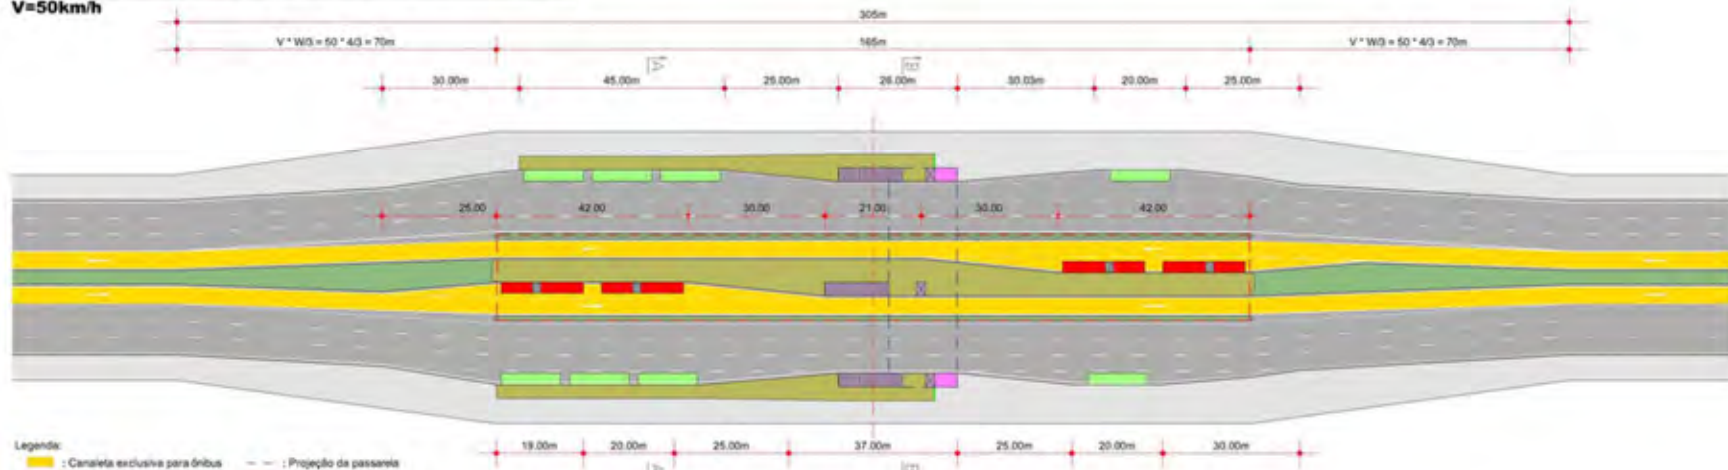 V=50km/h
305m
V * W/3 = 50 * 4/3 = 70m
165m
V * W/3 = 50 * 4/3 = 70m
A
B
30.00m 45.00m 25.00m 26.00m 30.03m 20.00m 25.00m
25.00 42.00 30.00 21.00 30.00 42.00
19.00m 20.00m 25.00m 37.00m 25.00m 20.00m 30.00m
Legenda:
: Canaleta exclusiva para ônibus : Projeção da passarela